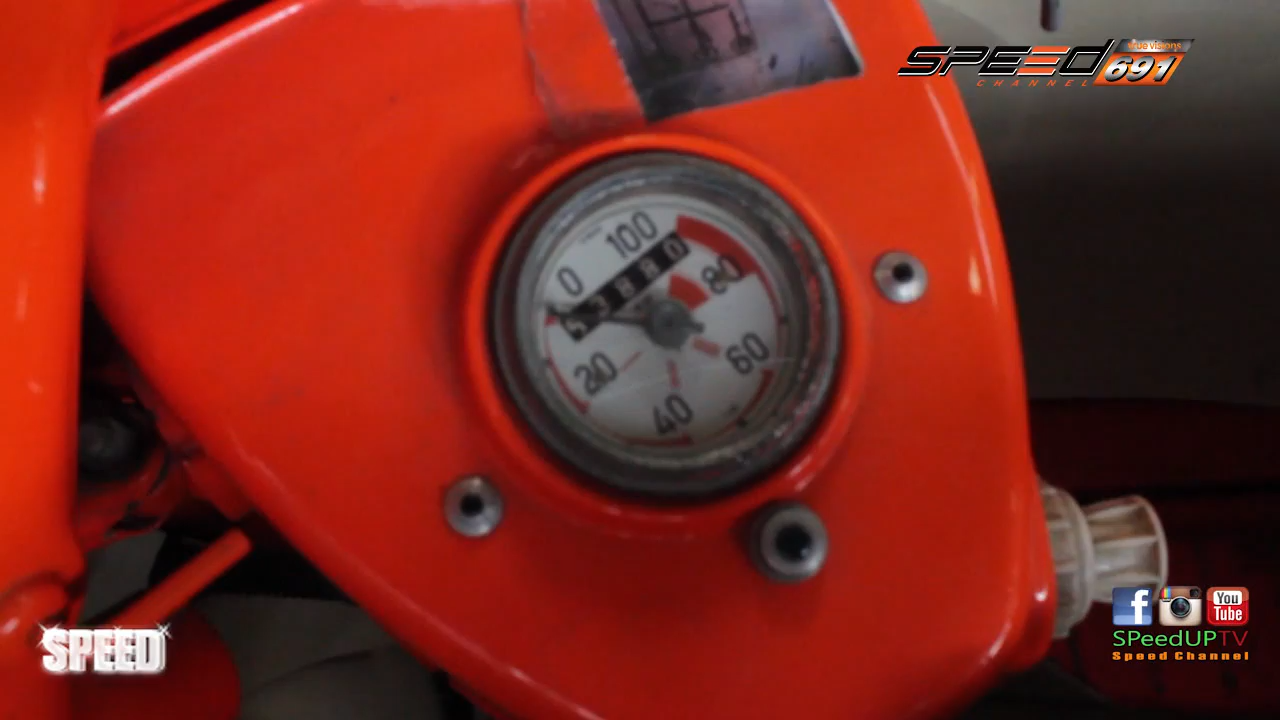 SPEED
True Visions
691
CHANNEL
100
0
80
20
60
40
SPEED
You
Tube
SPeedUPTV
Speed Channel